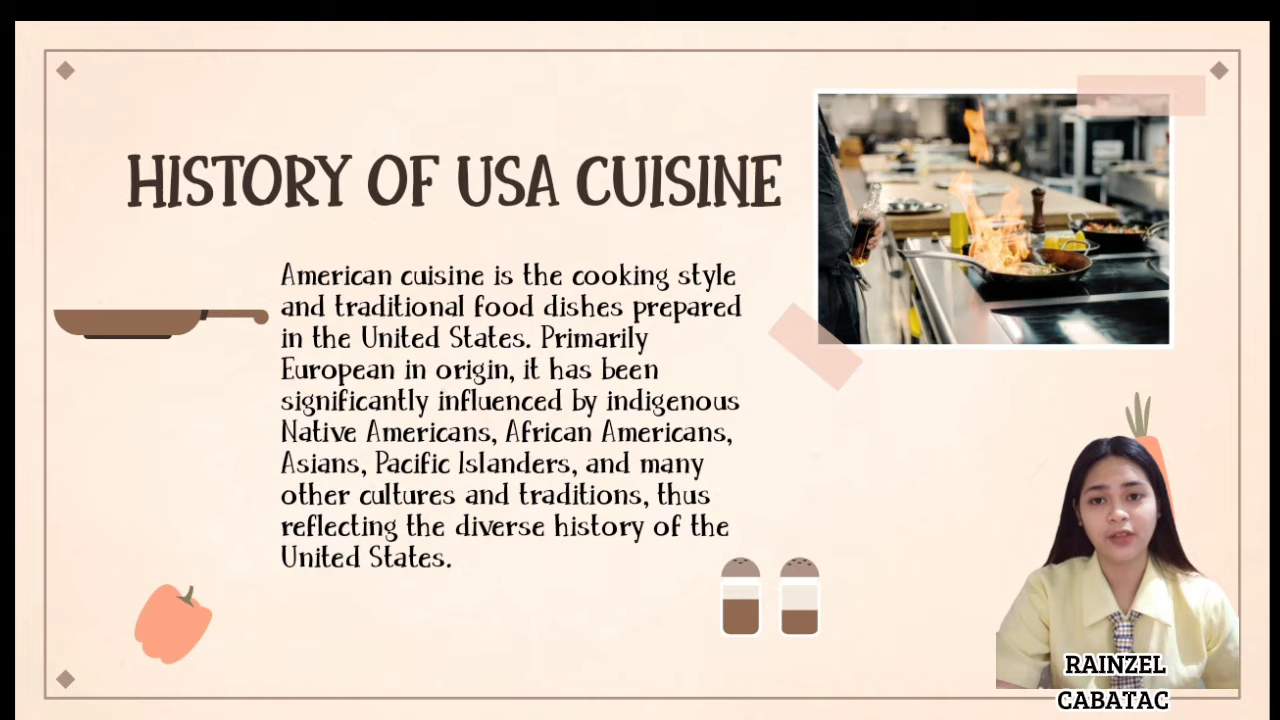 HISTORY OF USA CUISINE
American cuisine is the cooking style
and traditional food dishes prepared
in the United States. Primarily
European in origin, it has been
significantly influenced by indigenous
Native Americans, African Americans,
Asians, Pacific Islanders, and many
other cultures and traditions, thus
reflecting the diverse history of the
United States.
RAINZEL
CABATAC